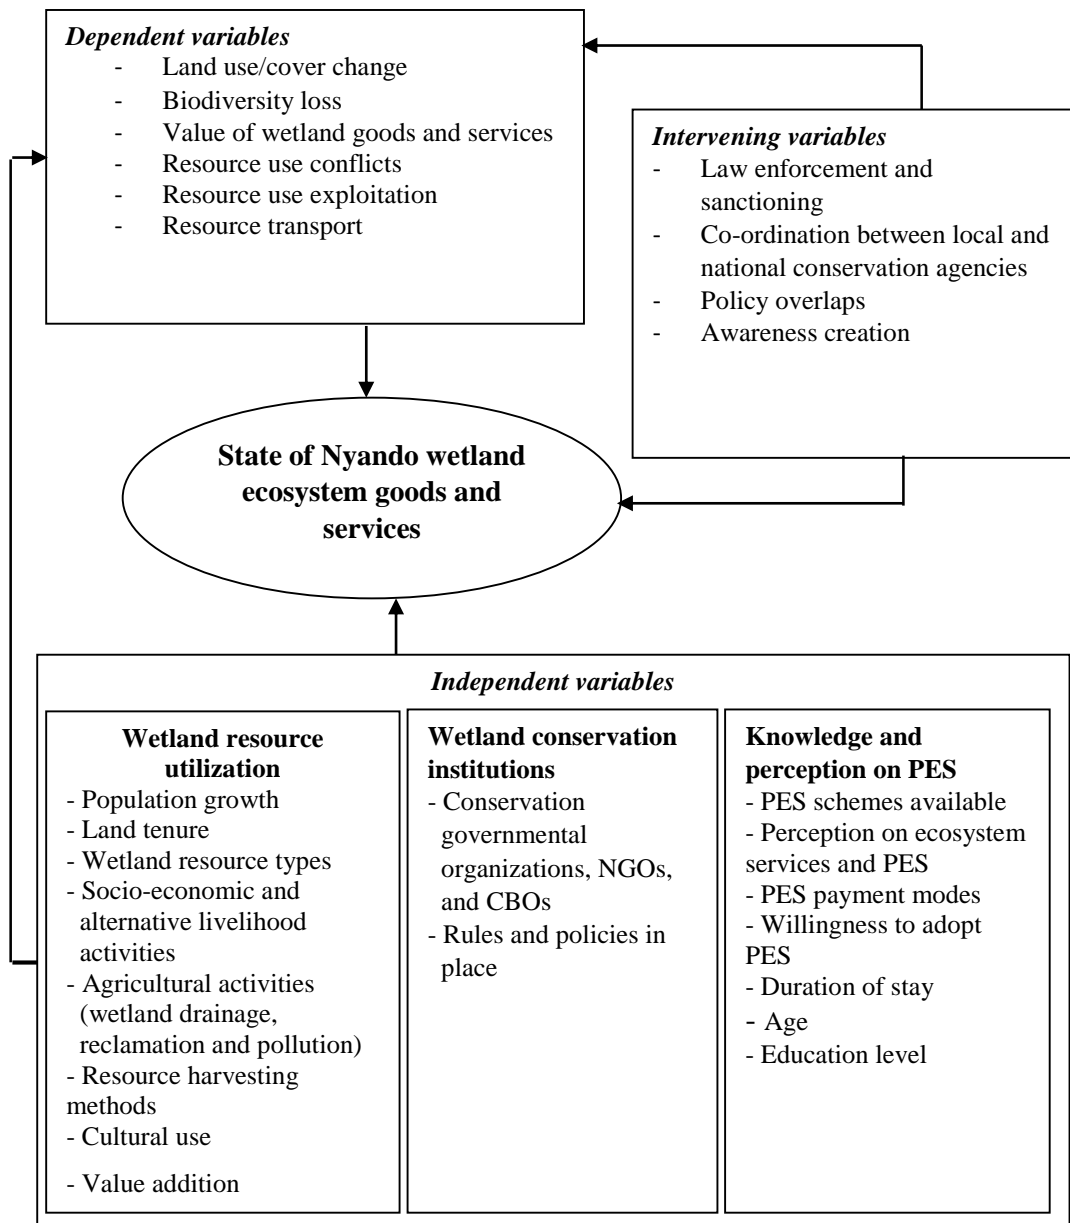 Dependent variables
- Land use/cover change
- Biodiversity loss
- Value of wetland goods and services
- Resource use conflicts
- Resource use exploitation
- Resource transport
Intervening variables
- Law enforcement and
sanctioning
- Co-ordination between local and
national conservation agencies
- Policy overlaps
- Awareness creation
State of Nyando wetland
ecosystem goods and
services
Independent variables
Wetland resource
utilization
- Population growth
- Land tenure
- Wetland resource types
- Socio-economic and
alternative livelihood
activities
- Agricultural activities
(wetland drainage,
reclamation and pollution)
- Resource harvesting
methods
- Cultural use
- Value addition
Wetland conservation
institutions
- Conservation
governmental
organizations, NGOs,
and CBOs
- Rules and policies in
place
Knowledge and
perception on PES
- PES schemes available
- Perception on ecosystem
services and PES
- PES payment modes
- Willingness to adopt
PES
- Duration of stay
- Age
- Education level